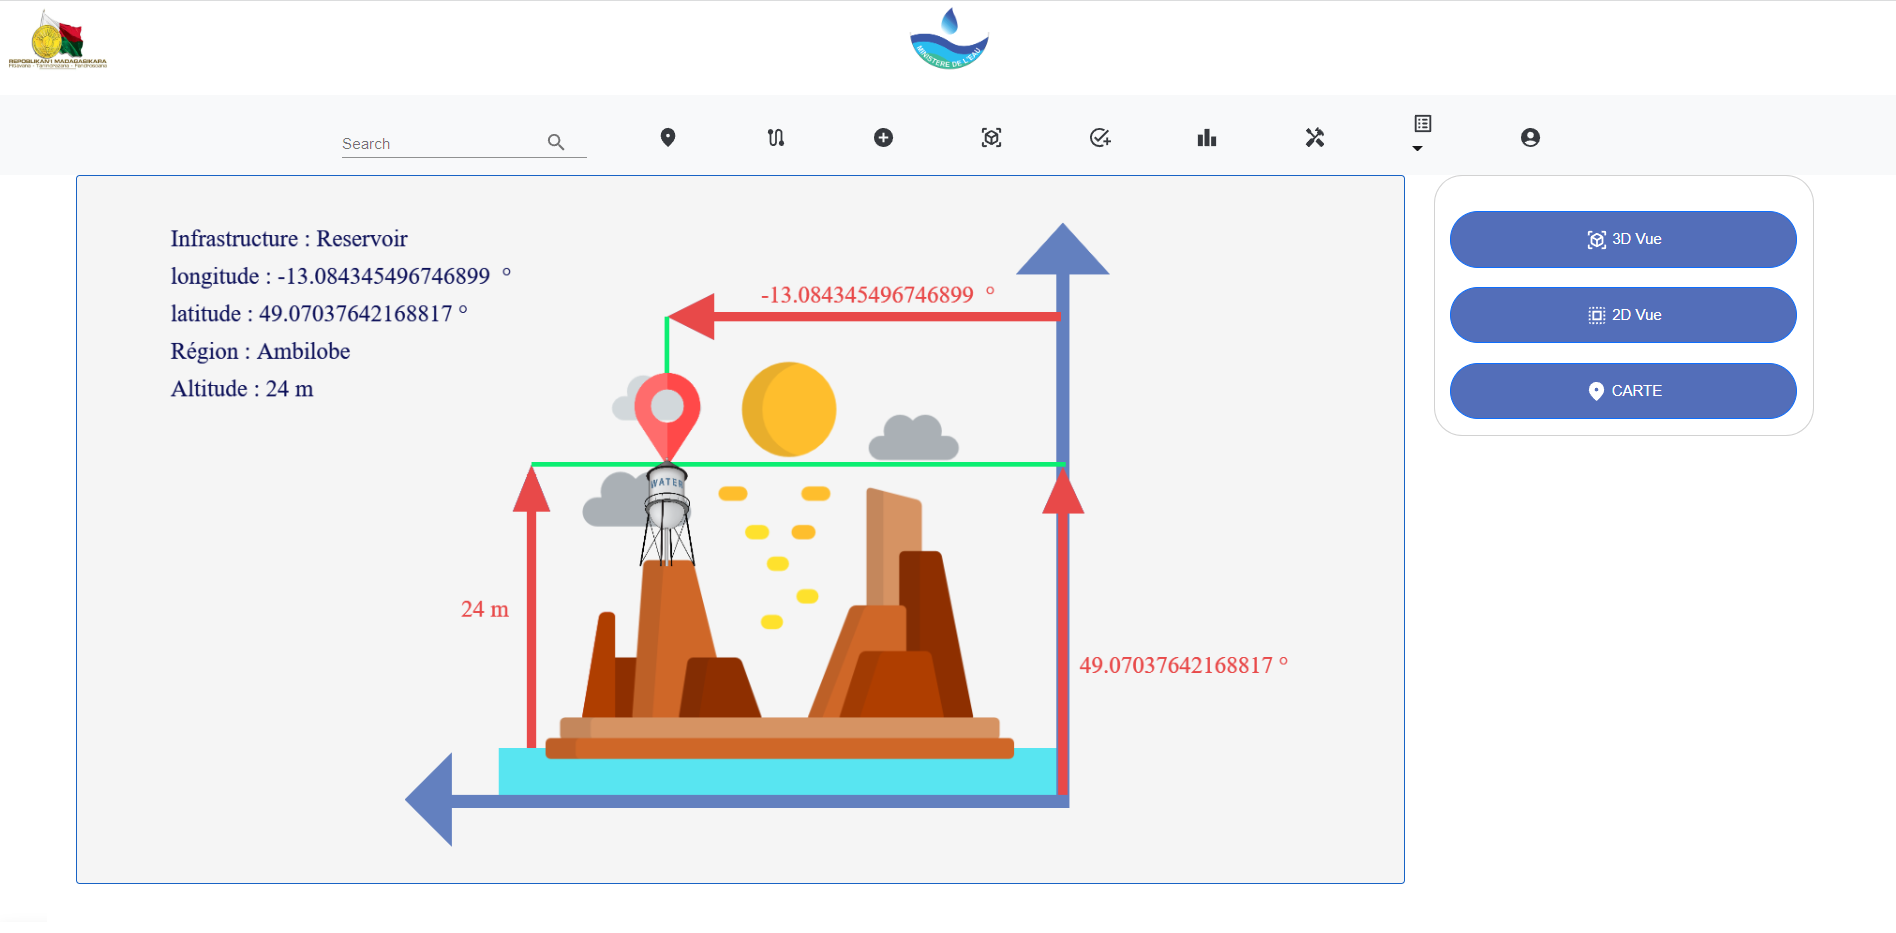 REPOBLIKAN'I MADAGASIKARA
Fitiavana - Tanindrazana - Fandrosoana
MINISTERE DE L'EAU
Search
Infrastructure : Reservoir
longitude : -13.084345496746899 °
latitude : 49.07037642168817 °
Région : Ambilobe
Altitude : 24 m
-13.084345496746899 °
WATER
24 m
49.07037642168817 °
3D Vue
2D Vue
CARTE